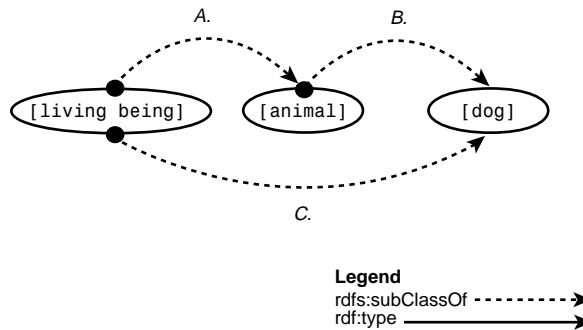 A.
B.
[living being]
[animal]
[dog]
C.
Legend
rdfs:subClassOf
rdf:type